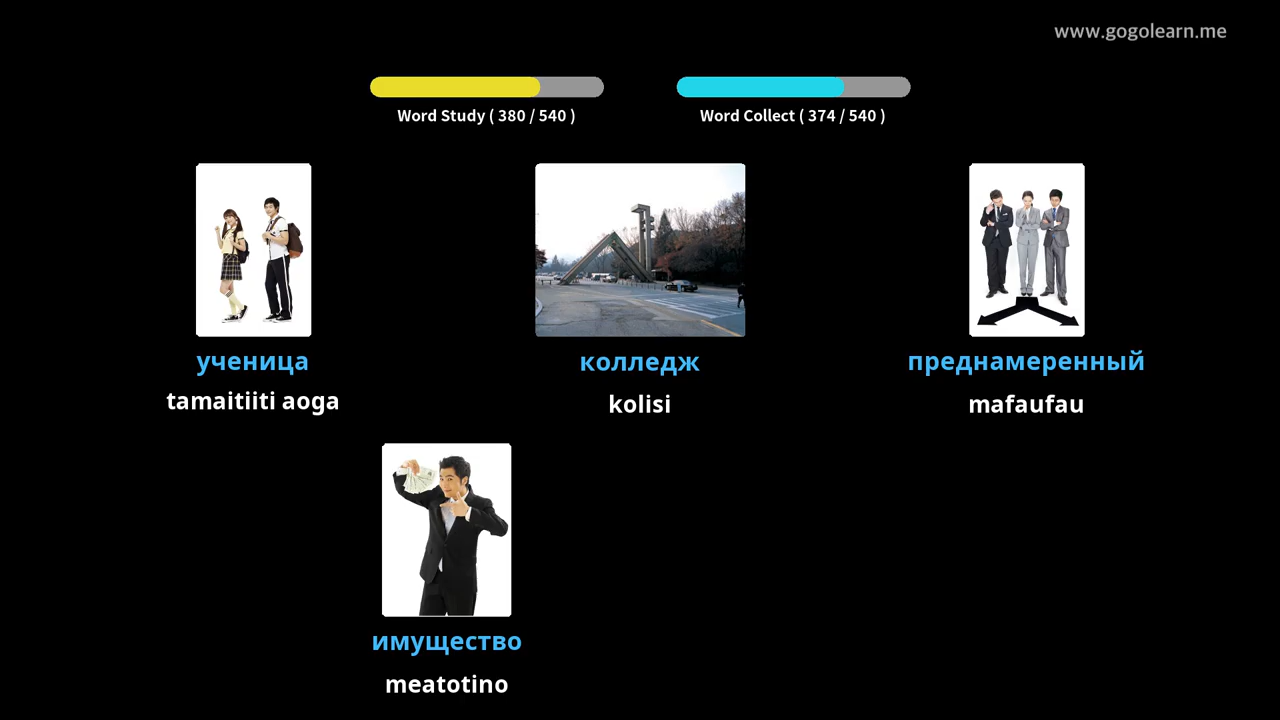 www.gogolearn.me
Word Study ( 380 / 540 )
Word Collect ( 374 / 540 )
ученица
tamaitiiti aoga
колледж
kolisi
преднамеренный
mafaufau
имущество
meatotino